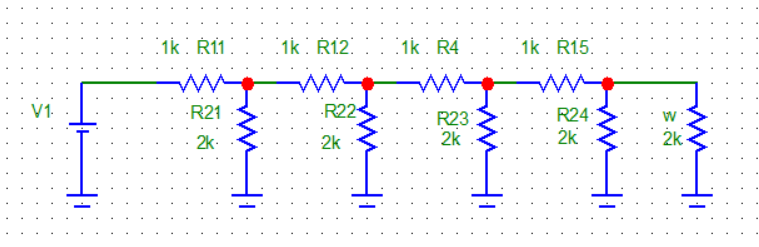 1k R11 1k R12 1k R4 1k R15
V1 R21 R22 R23 R24 w
2k 2k 2k 2k 2k